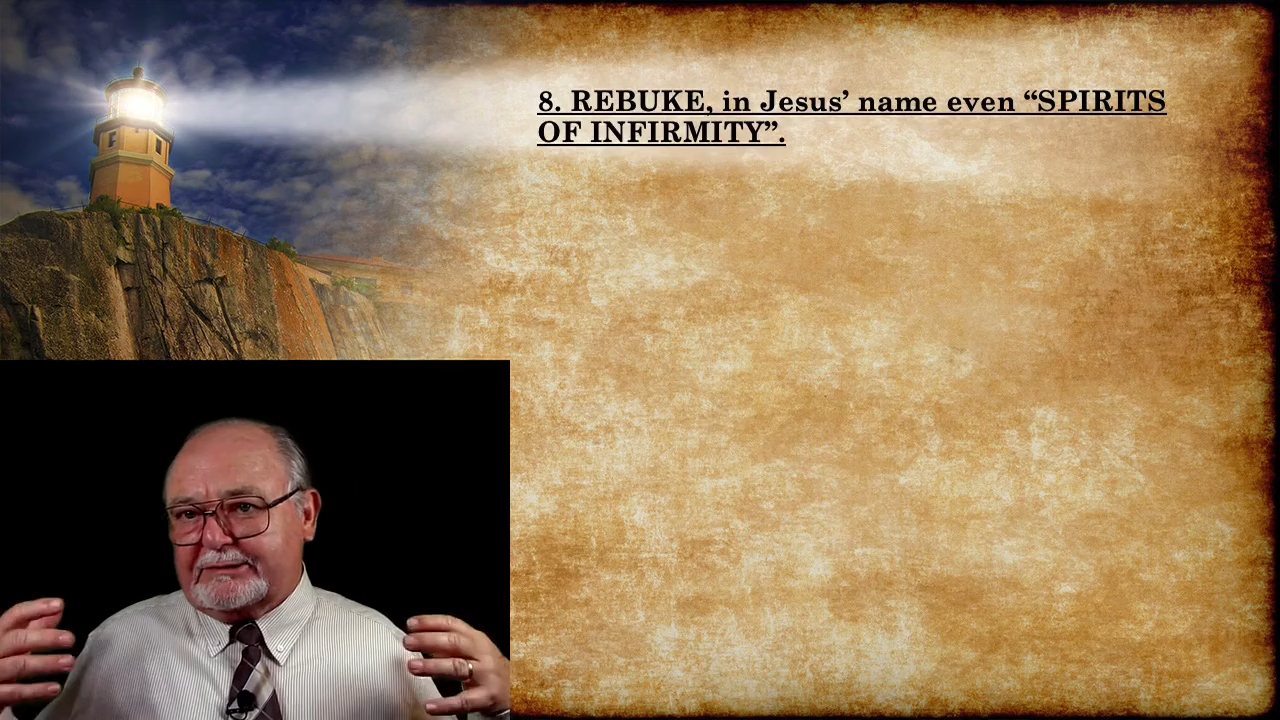 8. REBUKE, in Jesus’ name even “SPIRITS
OF INFIRMITY”.